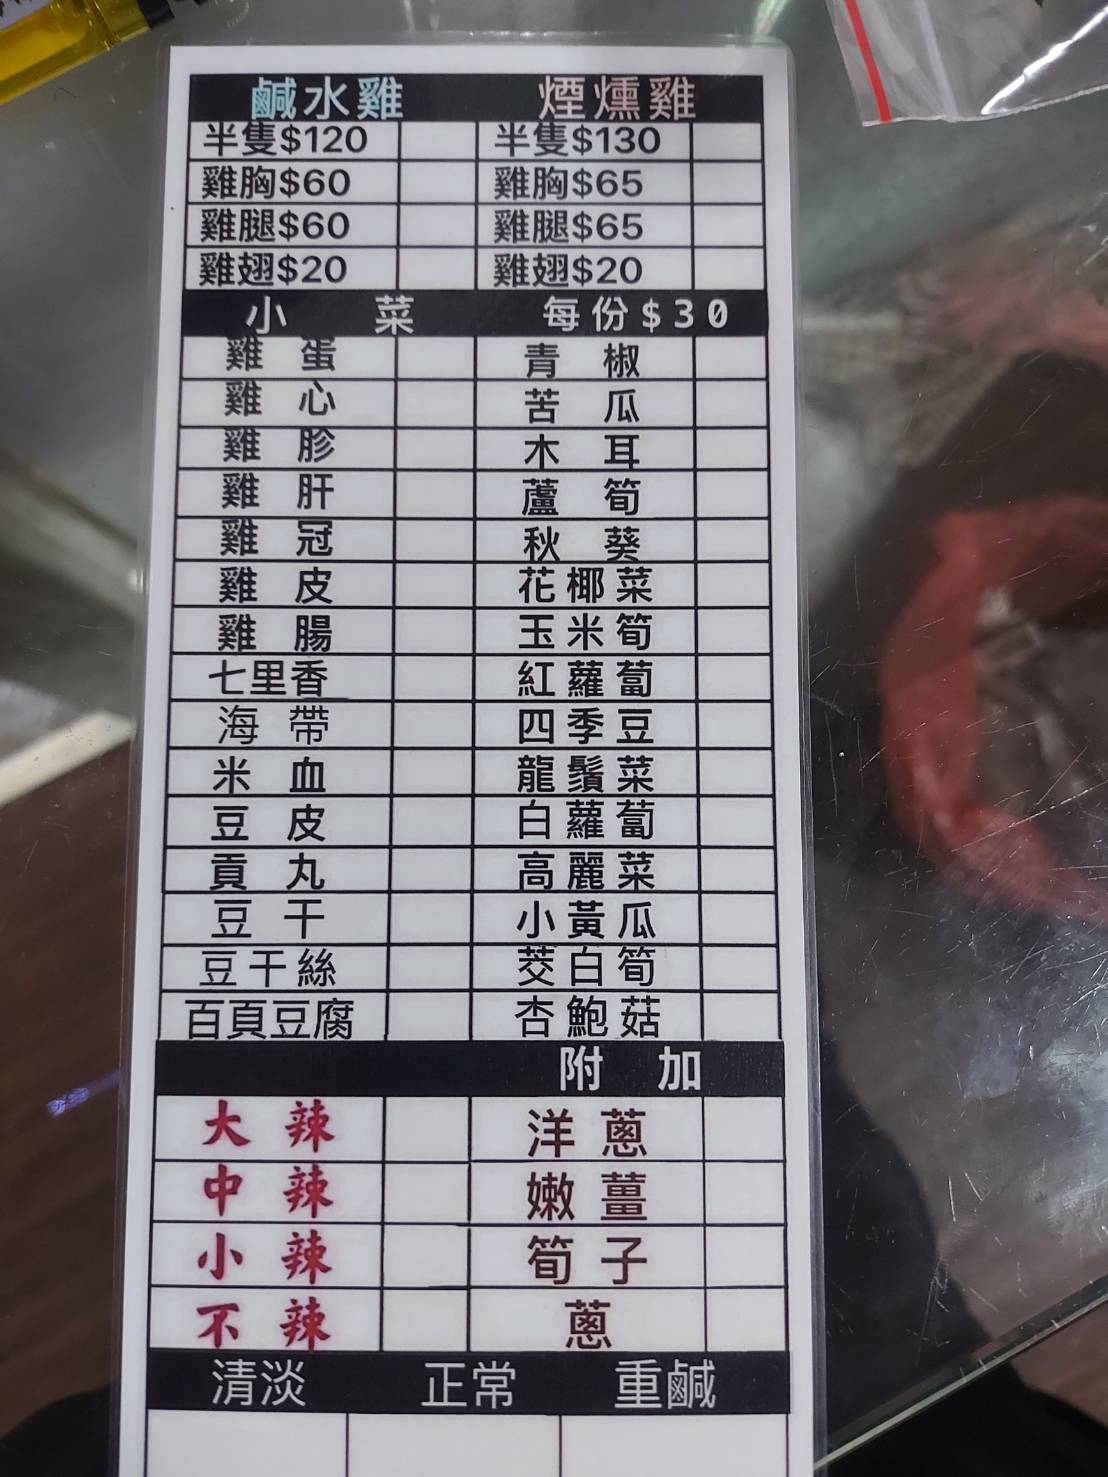 鹹水雞 煙燻雞
半隻$120 半隻$130
雞胸$60 雞胸$65
雞腿$60 雞腿$65
雞翅$20 雞翅$20
小菜 每份$30
雞蛋 青椒
雞心 苦瓜
雞胗 木耳
雞肝 蘆筍
雞冠 秋葵
雞皮 花椰菜
雞腸 玉米筍
七里香 紅蘿蔔
海帶 四季豆
米血 龍鬚菜
豆皮 白蘿蔔
貢丸 高麗菜
豆干 小黃瓜
豆干絲 茭白筍
百頁豆腐 杏鮑菇
附加
大辣 洋蔥
中辣 嫩薑
小辣 筍子
不辣 蔥
清淡 正常 重鹹